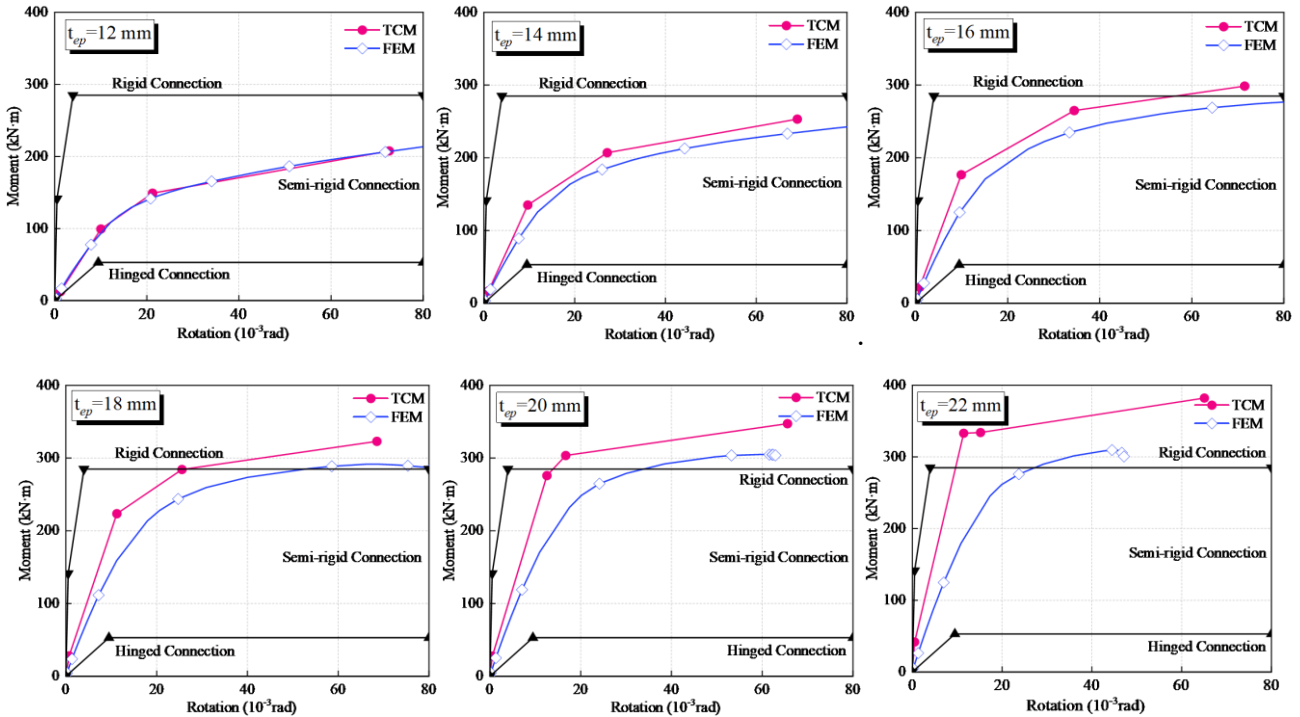 t_ep=12 mm
TCM
FEM
Rigid Connection
Semi-rigid Connection
Hinged Connection
Moment (kN·m)
400
300
200
100
0
0 20 40 60 80
Rotation (10⁻³rad)
t_ep=14 mm
TCM
FEM
Rigid Connection
Semi-rigid Connection
Hinged Connection
Moment (kN·m)
400
300
200
100
0
0 20 40 60 80
Rotation (10⁻³rad)
.
t_ep=16 mm
TCM
FEM
Rigid Connection
Semi-rigid Connection
Hinged Connection
Moment (kN·m)
400
300
200
100
0
0 20 40 60 80
Rotation (10⁻³rad)
t_ep=18 mm
TCM
FEM
Rigid Connection
Semi-rigid Connection
Hinged Connection
Moment (kN·m)
400
300
200
100
0
0 20 40 60 80
Rotation (10⁻³rad)
t_ep=20 mm
TCM
FEM
Rigid Connection
Semi-rigid Connection
Hinged Connection
Moment (kN·m)
400
300
200
100
0
0 20 40 60 80
Rotation (10⁻³rad)
t_ep=22 mm
TCM
FEM
Rigid Connection
Semi-rigid Connection
Hinged Connection
Moment (kN·m)
400
300
200
100
0
0 20 40 60 80
Rotation (10⁻³rad)